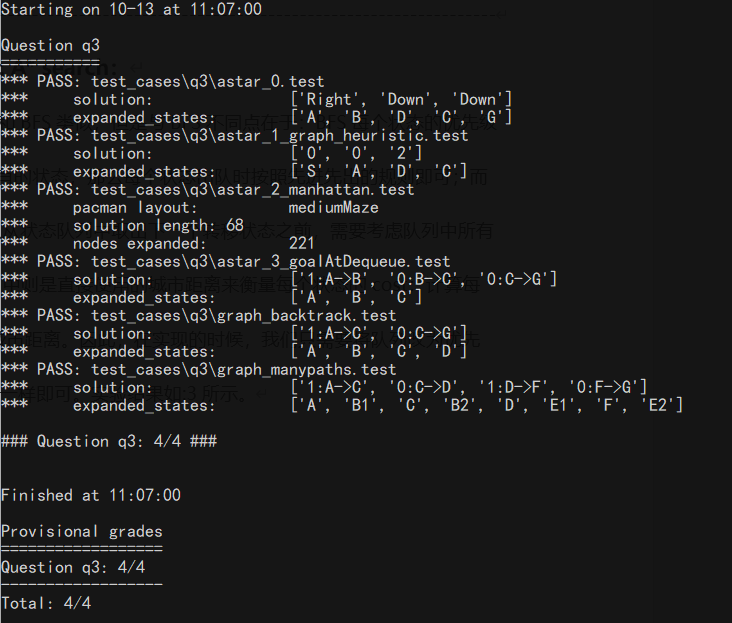 Starting on 10-13 at 11:07:00
Question q3
===========
*** PASS: test_cases\q3\astar_0.test
***     solution:               ['Right', 'Down', 'Down']
***     expanded_states:        ['A', 'B', 'D', 'C', 'G']
*** PASS: test_cases\q3\astar_1_graph_heuristic.test
***     solution:               ['0', '0', '2']
***     expanded_states:        ['S', 'A', 'D', 'C']
*** PASS: test_cases\q3\astar_2_manhattan.test
***     pacman layout:          mediumMaze
***     solution length: 68
***     nodes expanded:         221
*** PASS: test_cases\q3\astar_3_goalAtDequeue.test
***     solution:               ['1:A->B', '0:B->C', '0:C->G']
***     expanded_states:        ['A', 'B', 'C']
*** PASS: test_cases\q3\graph_backtrack.test
***     solution:               ['1:A->C', '0:C->G']
***     expanded_states:        ['A', 'B', 'C', 'D']
*** PASS: test_cases\q3\graph_manypaths.test
***     solution:               ['1:A->C', '0:C->D', '1:D->F', '0:F->G']
***     expanded_states:        ['A', 'B1', 'C', 'B2', 'D', 'E1', 'F', 'E2']
### Question q3: 4/4 ###
Finished at 11:07:00
Provisional grades
==================
Question q3: 4/4
------------------
Total: 4/4